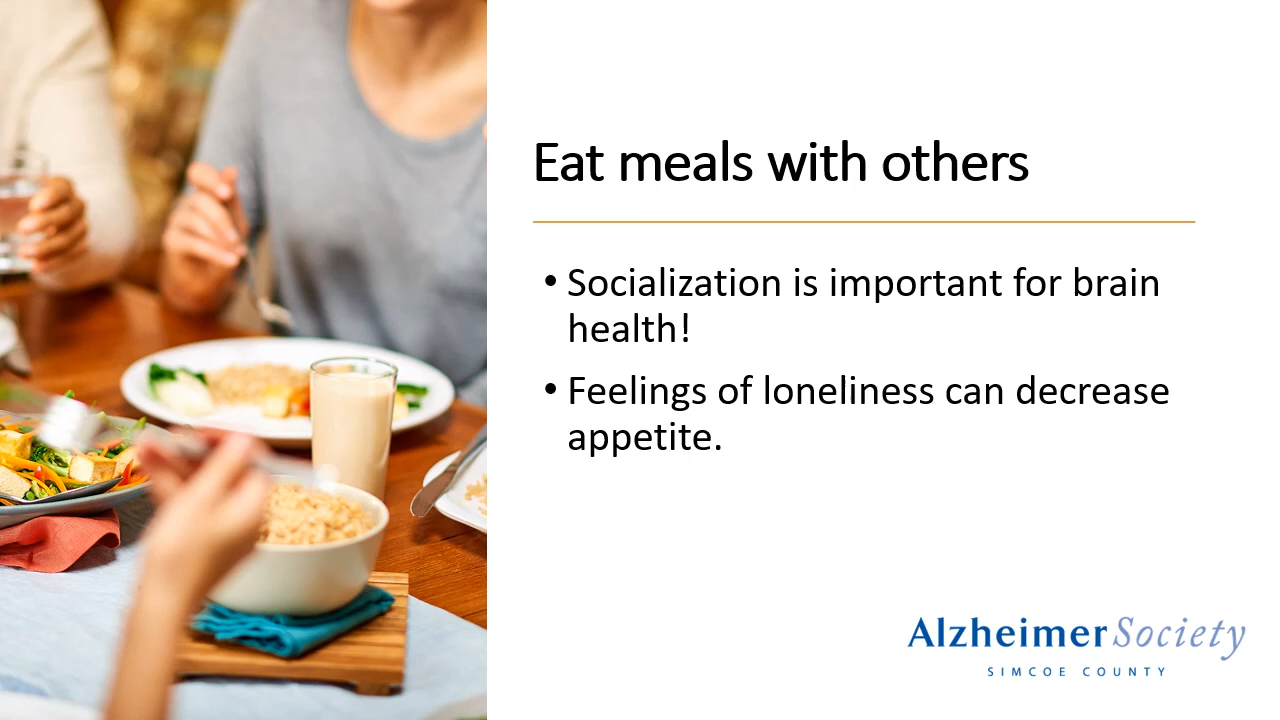 Eat meals with others
• Socialization is important for brain
health!
• Feelings of loneliness can decrease
appetite.
Alzheimer Society
SIMCOE COUNTY